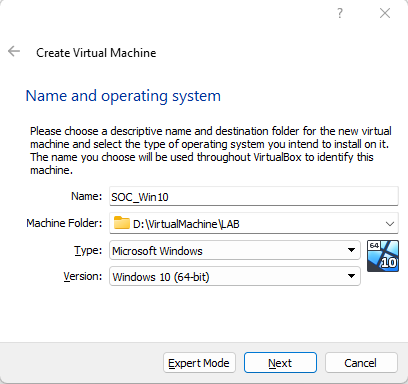 ?
Create Virtual Machine
Name and operating system
Please choose a descriptive name and destination folder for the new virtual
machine and select the type of operating system you intend to install on it.
The name you choose will be used throughout VirtualBox to identify this
machine.
Name: SOC_Win10
Machine Folder: D:\VirtualMachine\LAB
Type: Microsoft Windows
64
Version: Windows 10 (64-bit)
10
Expert Mode Next Cancel